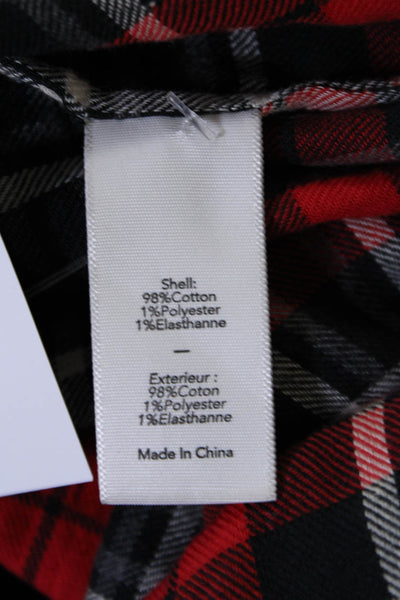 Shell:
98%Cotton
1%Polyester
1%Elasthanne
—
Exterieur :
98%Coton
1%Polyester
1%Elasthanne
Made In China